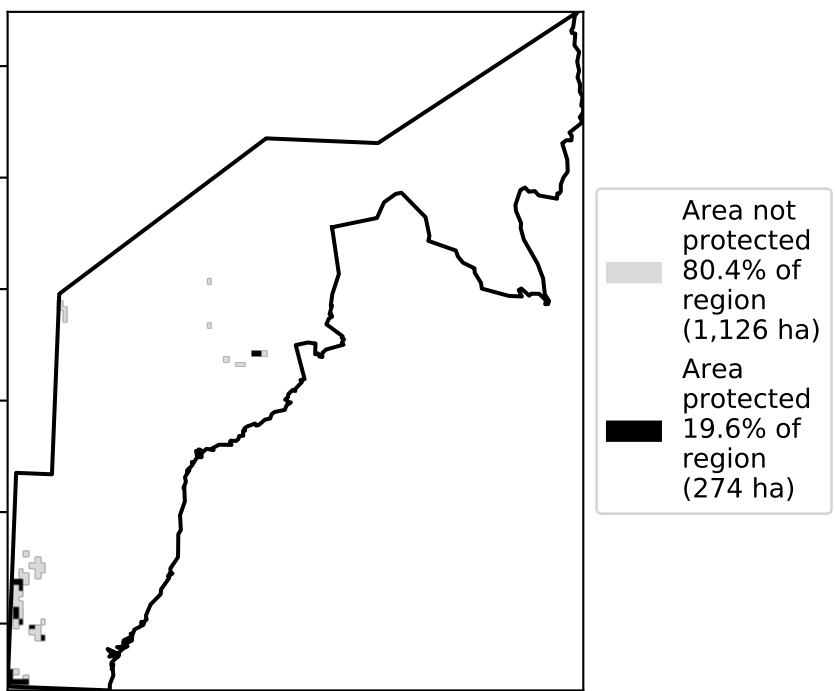 Area not
protected
80.4% of
region
(1,126 ha)
Area
protected
19.6% of
region
(274 ha)